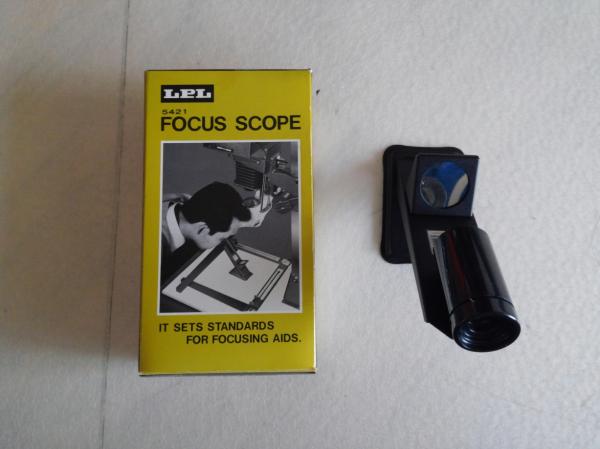 LPL
5421
FOCUS SCOPE
IT SETS STANDARDS
FOR FOCUSING AIDS.